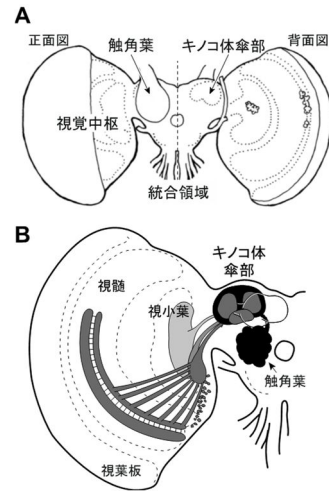 A
正面図
触角葉
キノコ体傘部
背面図
視覚中枢
統合領域
B
キノコ体
傘部
視髄
視小葉
触角葉
視葉板